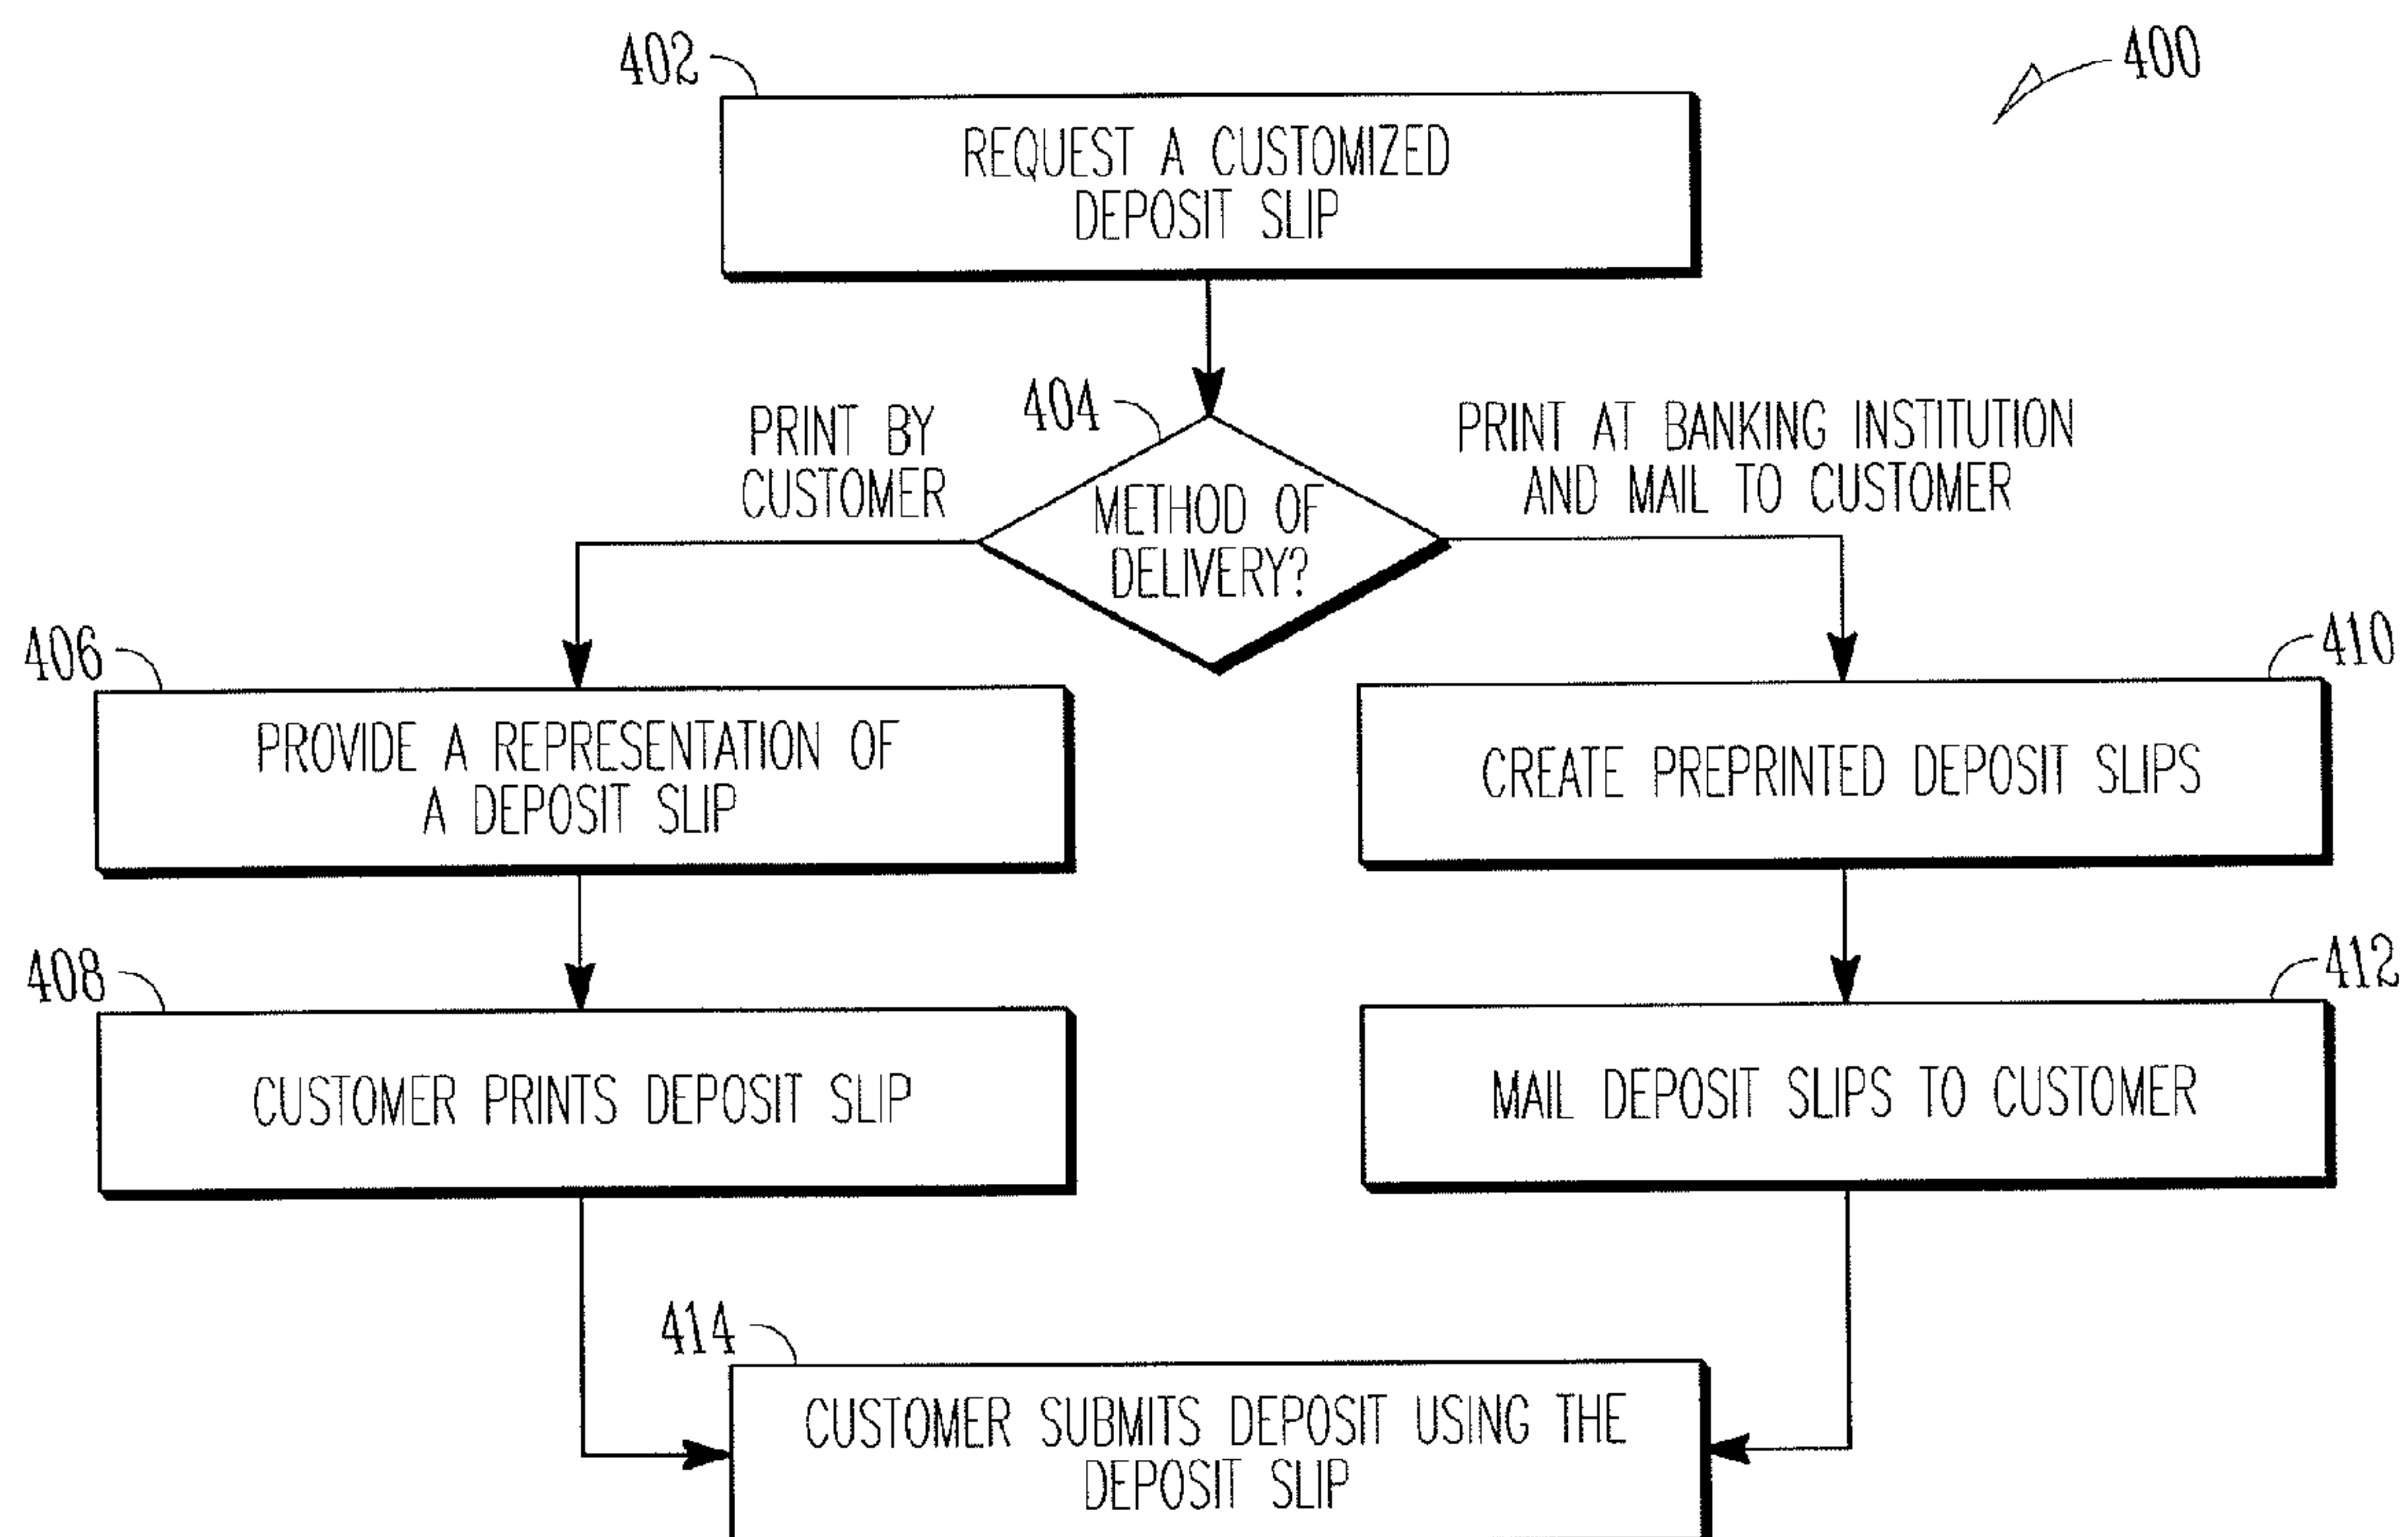 402
400
REQUEST A CUSTOMIZED
DEPOSIT SLIP
404
PRINT BY
CUSTOMER
METHOD OF
DELIVERY?
PRINT AT BANKING INSTITUTION
AND MAIL TO CUSTOMER
406
PROVIDE A REPRESENTATION OF
A DEPOSIT SLIP
410
CREATE PREPRINTED DEPOSIT SLIPS
408
CUSTOMER PRINTS DEPOSIT SLIP
412
MAIL DEPOSIT SLIPS TO CUSTOMER
414
CUSTOMER SUBMITS DEPOSIT USING THE
DEPOSIT SLIP